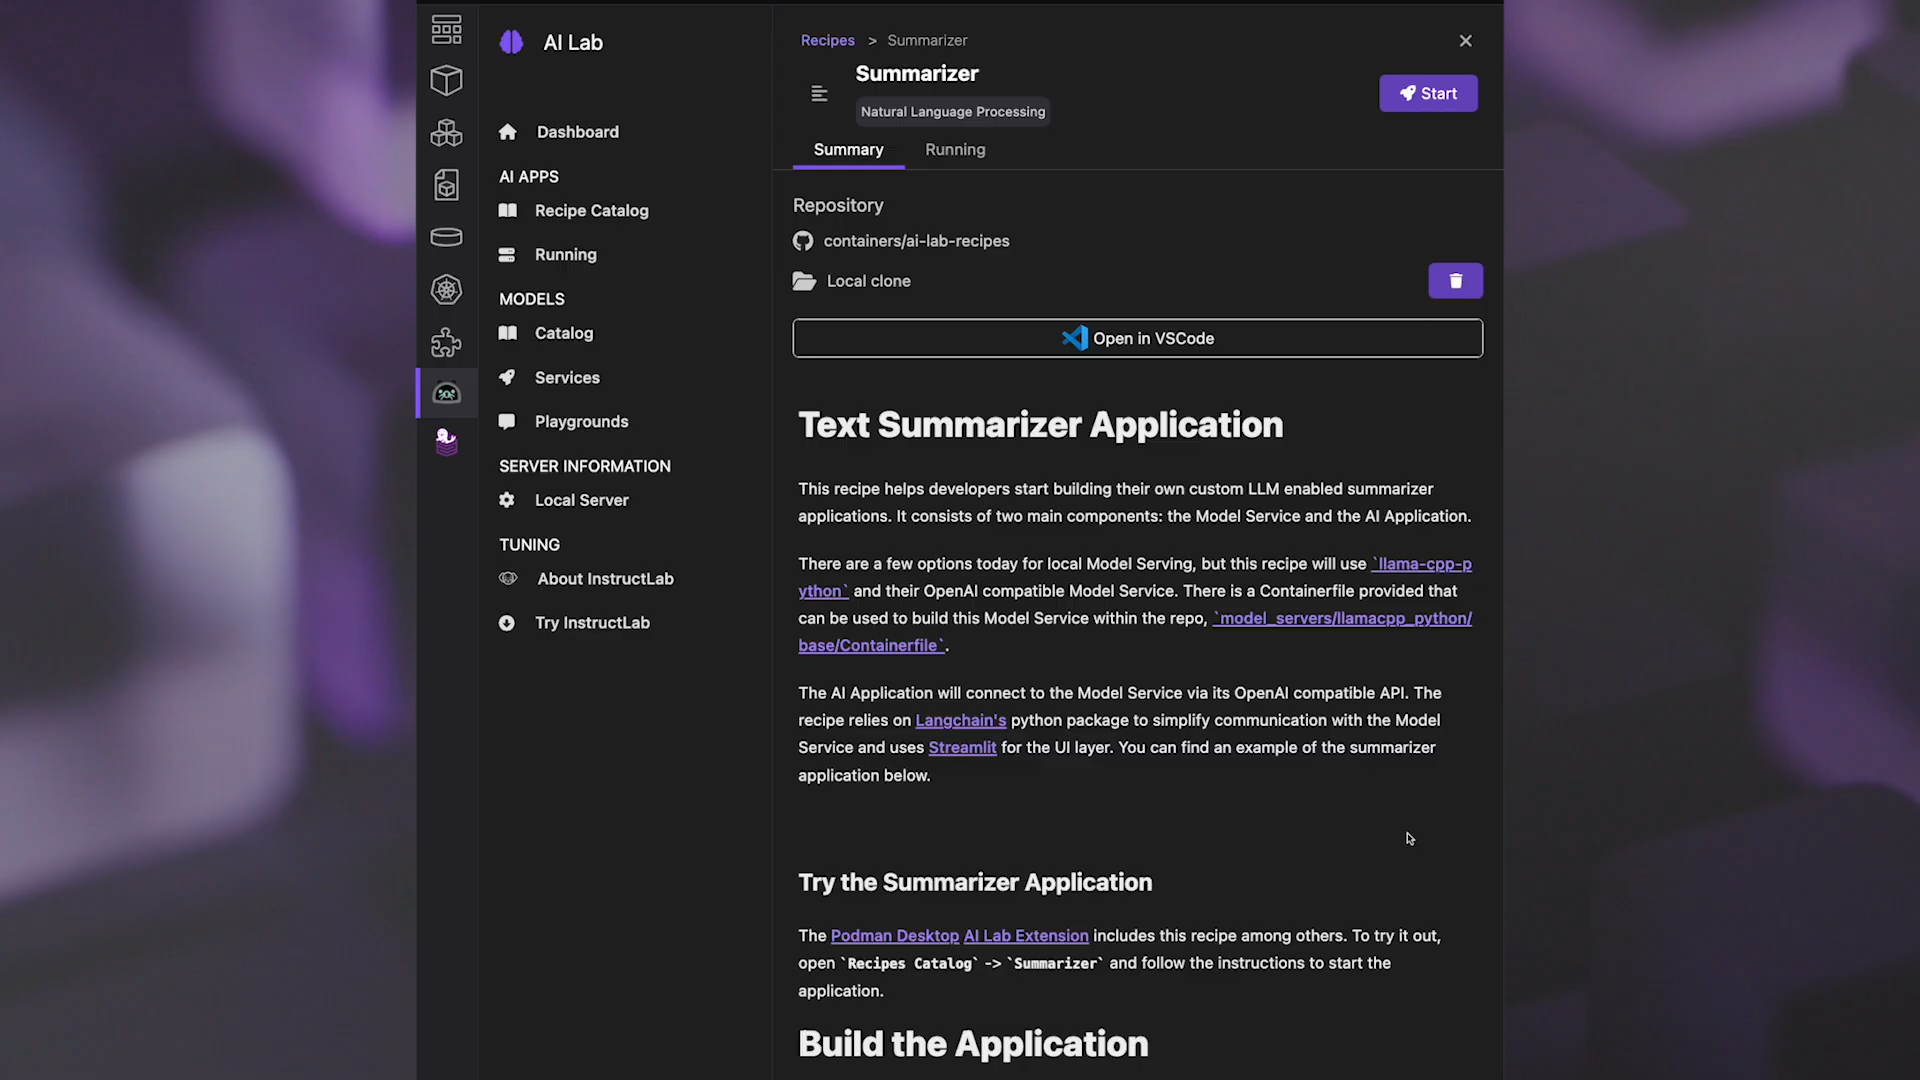 AI Lab
Dashboard
AI APPS
Recipe Catalog
Running
MODELS
Catalog
Services
Playgrounds
SERVER INFORMATION
Local Server
TUNING
About InstructLab
Try InstructLab
Recipes > Summarizer
Summarizer
Natural Language Processing
Start
Summary
Running
Repository
containers/ai-lab-recipes
Local clone
Open in VSCode
Text Summarizer Application
This recipe helps developers start building their own custom LLM enabled summarizer
applications. It consists of two main components: the Model Service and the AI Application.
There are a few options today for local Model Serving, but this recipe will use `llama-cpp-p
ython` and their OpenAI compatible Model Service. There is a Containerfile provided that
can be used to build this Model Service within the repo, `model_servers/llamacpp_python/
base/Containerfile`.
The AI Application will connect to the Model Service via its OpenAI compatible API. The
recipe relies on Langchain's python package to simplify communication with the Model
Service and uses Streamlit for the UI layer. You can find an example of the summarizer
application below.
Try the Summarizer Application
The Podman Desktop AI Lab Extension includes this recipe among others. To try it out,
open `Recipes Catalog` -> `Summarizer` and follow the instructions to start the
application.
Build the Application